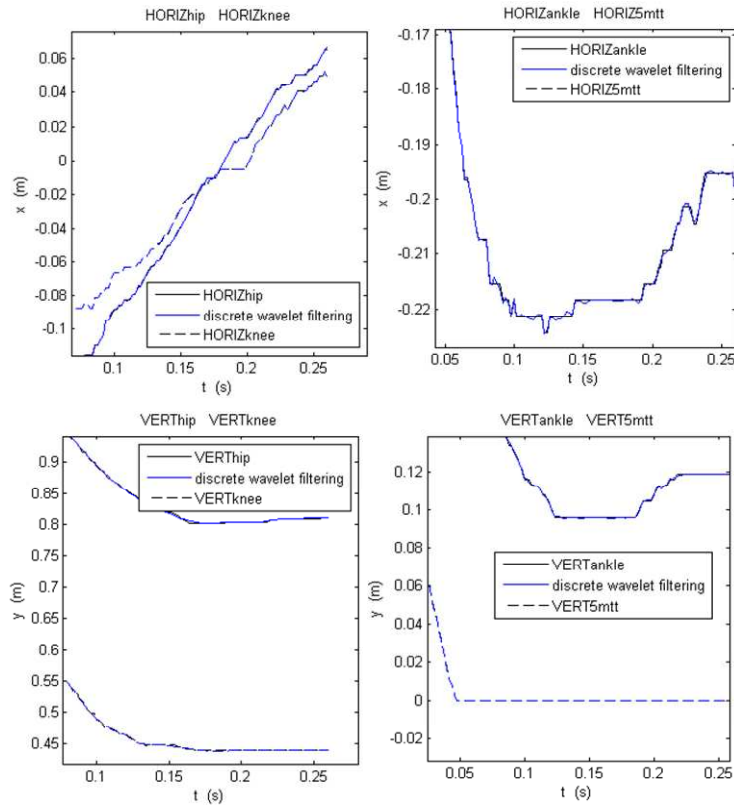 HORIZhip HORIZknee
0.06
0.04
0.02
0
-0.02
-0.04
-0.06
-0.08
-0.1
x (m)
HORIZhip
discrete wavelet filtering
HORIZknee
0.1 0.15 0.2 0.25
t (s)
HORIZankle HORIZ5mtt
-0.17
-0.18
-0.19
-0.2
-0.21
-0.22
x (m)
HORIZankle
discrete wavelet filtering
HORIZ5mtt
0.05 0.1 0.15 0.2 0.25
t (s)
VERThip VERTknee
0.9
0.85
0.8
0.75
0.7
0.65
0.6
0.55
0.5
0.45
y (m)
VERThip
discrete wavelet filtering
VERTknee
0.1 0.15 0.2 0.25
t (s)
VERTankle VERT5mtt
0.12
0.1
0.08
0.06
0.04
0.02
0
-0.02
y (m)
VERTankle
discrete wavelet filtering
VERT5mtt
0.05 0.1 0.15 0.2 0.25
t (s)